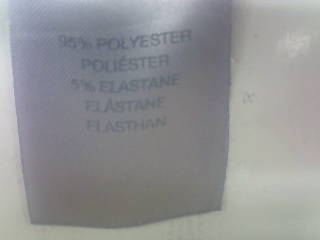 95% POLYESTER
POLIÉSTER
5% ELASTANE
ELÁSTANE
ELASTHAN